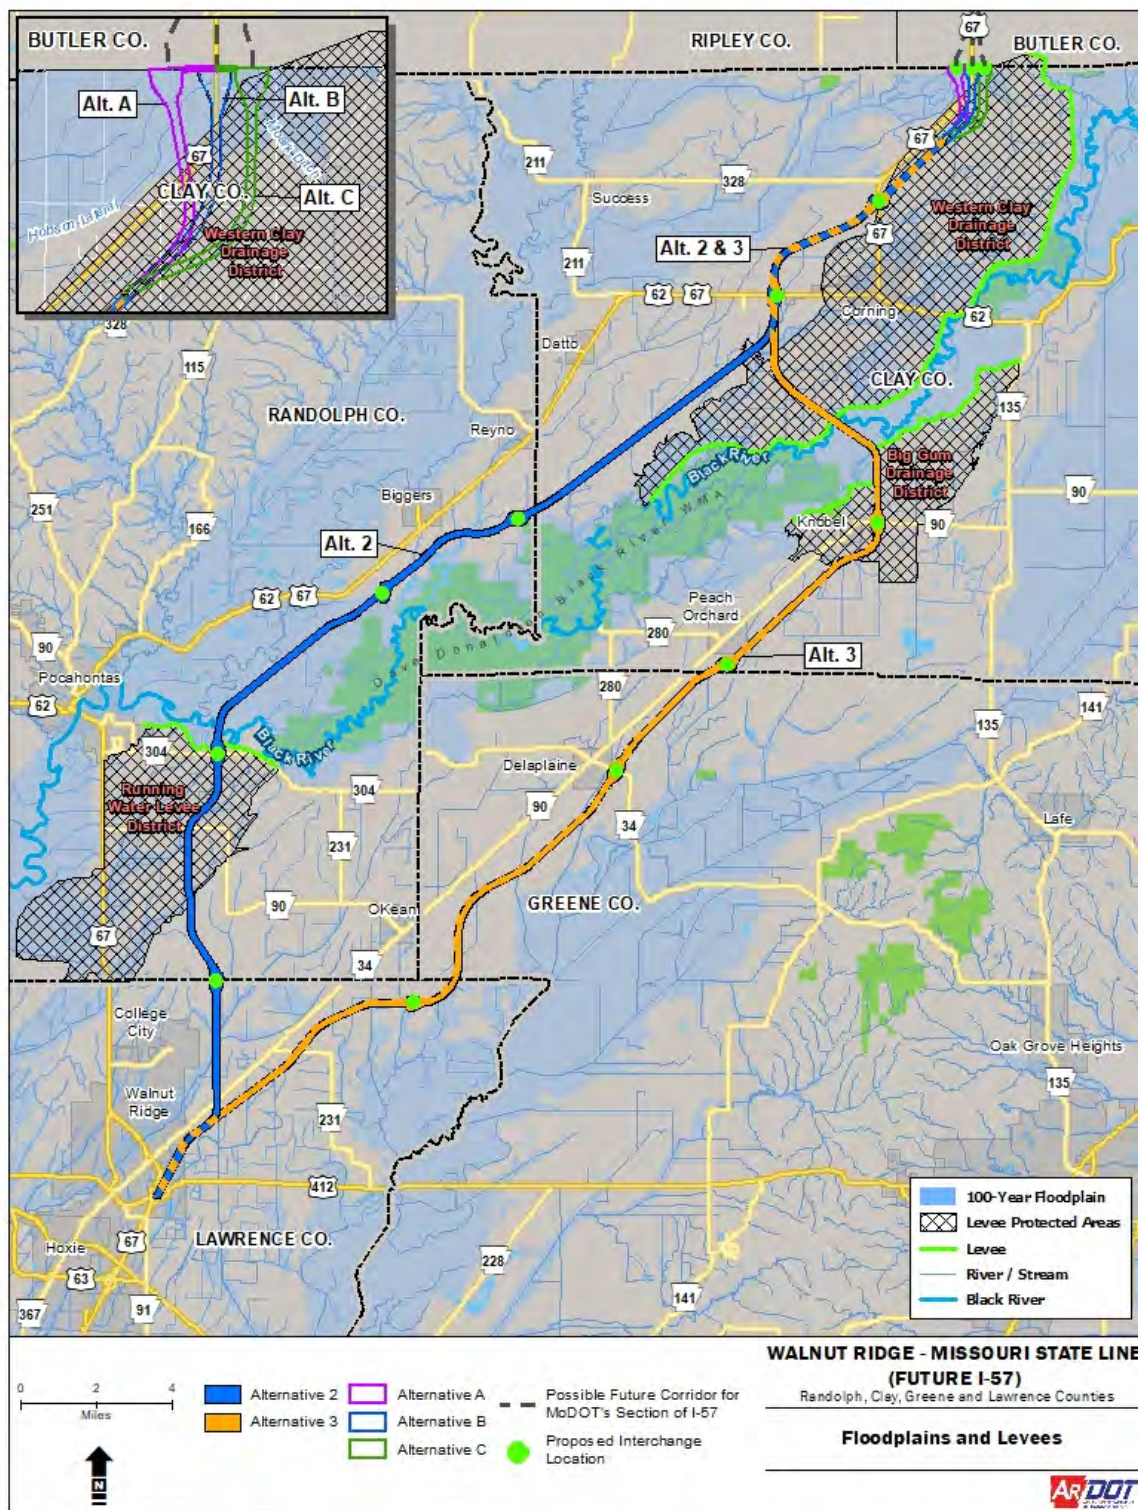 BUTLER CO.
Alt. A
Alt. B
67
CLAY CO.
Alt. C
Western Clay
Drainage
District
RIPLEY CO.
67
BUTLER CO.
211
328
67
Success
Western Clay
Drainage
District
Alt. 2 & 3
67
211
62
67
Corning
62
328
115
Datto
CLAY CO.
RANDOLPH CO.
135
Reyno
Black River
Big Gum
Drainage
District
Biggers
90
251
166
Knobel
90
Alt. 2
Dave Donaldson Black River WMA
62
67
Peach
Orchard
90
280
Alt. 3
Pocahontas
62
280
141
135
Black River
304
Delaplaine
Running
Water Levee
District
304
90
34
Lafe
231
90
OKean
GREENE CO.
67
34
College
City
Oak Grove Heights
Walnut
Ridge
135
231
412
67
LAWRENCE CO.
Hoxie
63
228
367
91
141
100-Year Floodplain
Levee Protected Areas
Levee
River / Stream
Black River
0 2 4
Miles
N
Alternative 2
Alternative 3
Alternative A
Alternative B
Alternative C
Possible Future Corridor for
MoDOT's Section of I-57
Proposed Interchange
Location
WALNUT RIDGE - MISSOURI STATE LINE
(FUTURE I-57)
Randolph, Clay, Greene and Lawrence Counties
Floodplains and Levees
ARDOT